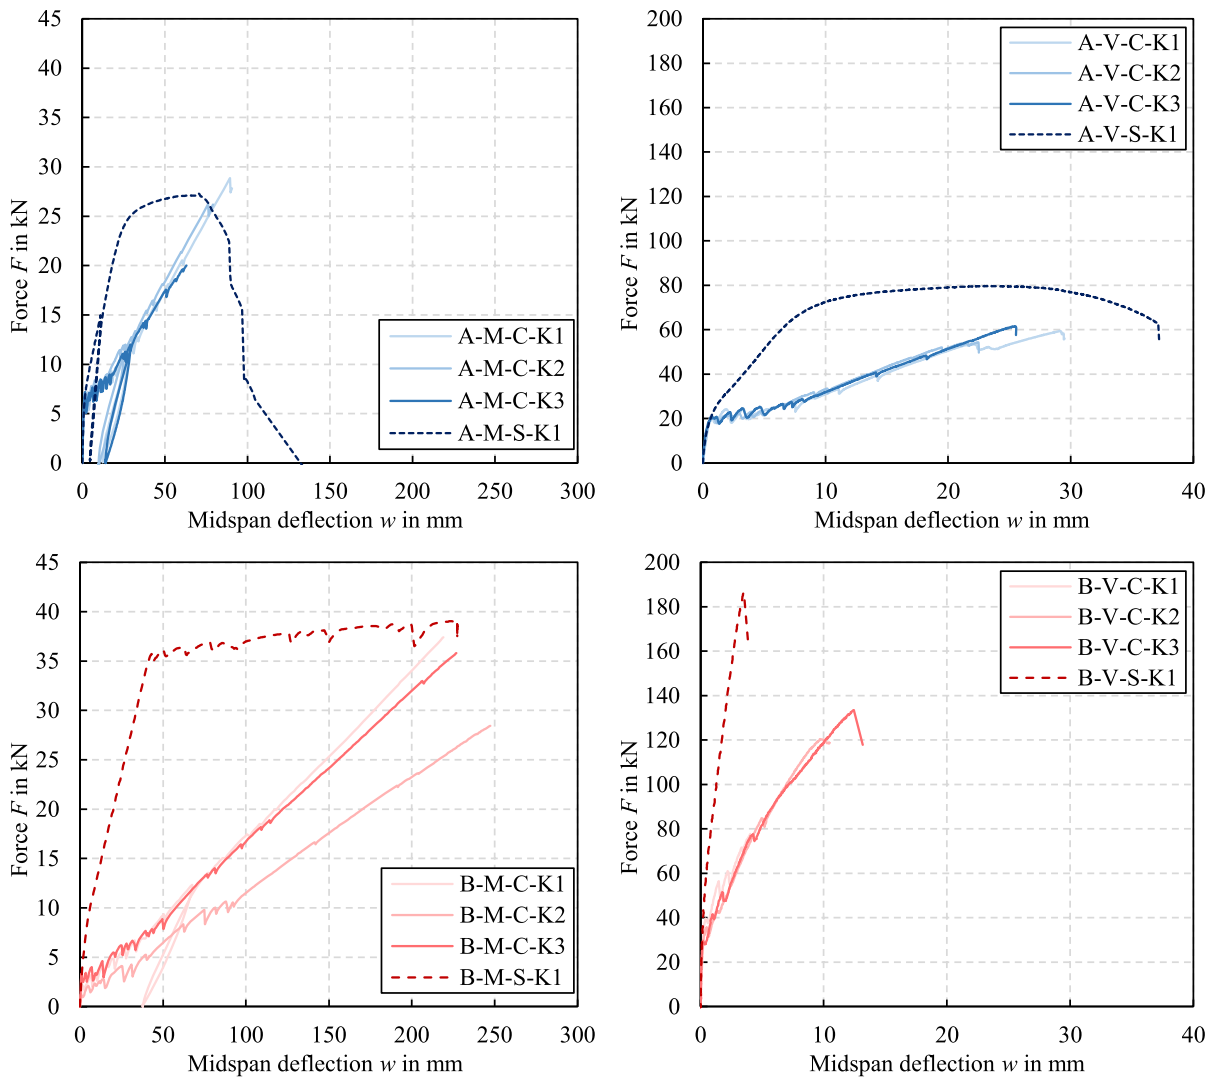 45
40
35
30
25
20
15
10
5
0
Force F in kN
0 50 100 150 200 250 300
Midspan deflection w in mm
A-M-C-K1
A-M-C-K2
A-M-C-K3
A-M-S-K1
200
180
160
140
120
100
80
60
40
20
0
Force F in kN
0 10 20 30 40
Midspan deflection w in mm
A-V-C-K1
A-V-C-K2
A-V-C-K3
A-V-S-K1
45
40
35
30
25
20
15
10
5
0
Force F in kN
0 50 100 150 200 250 300
Midspan deflection w in mm
B-M-C-K1
B-M-C-K2
B-M-C-K3
B-M-S-K1
200
180
160
140
120
100
80
60
40
20
0
Force F in kN
0 10 20 30 40
Midspan deflection w in mm
B-V-C-K1
B-V-C-K2
B-V-C-K3
B-V-S-K1